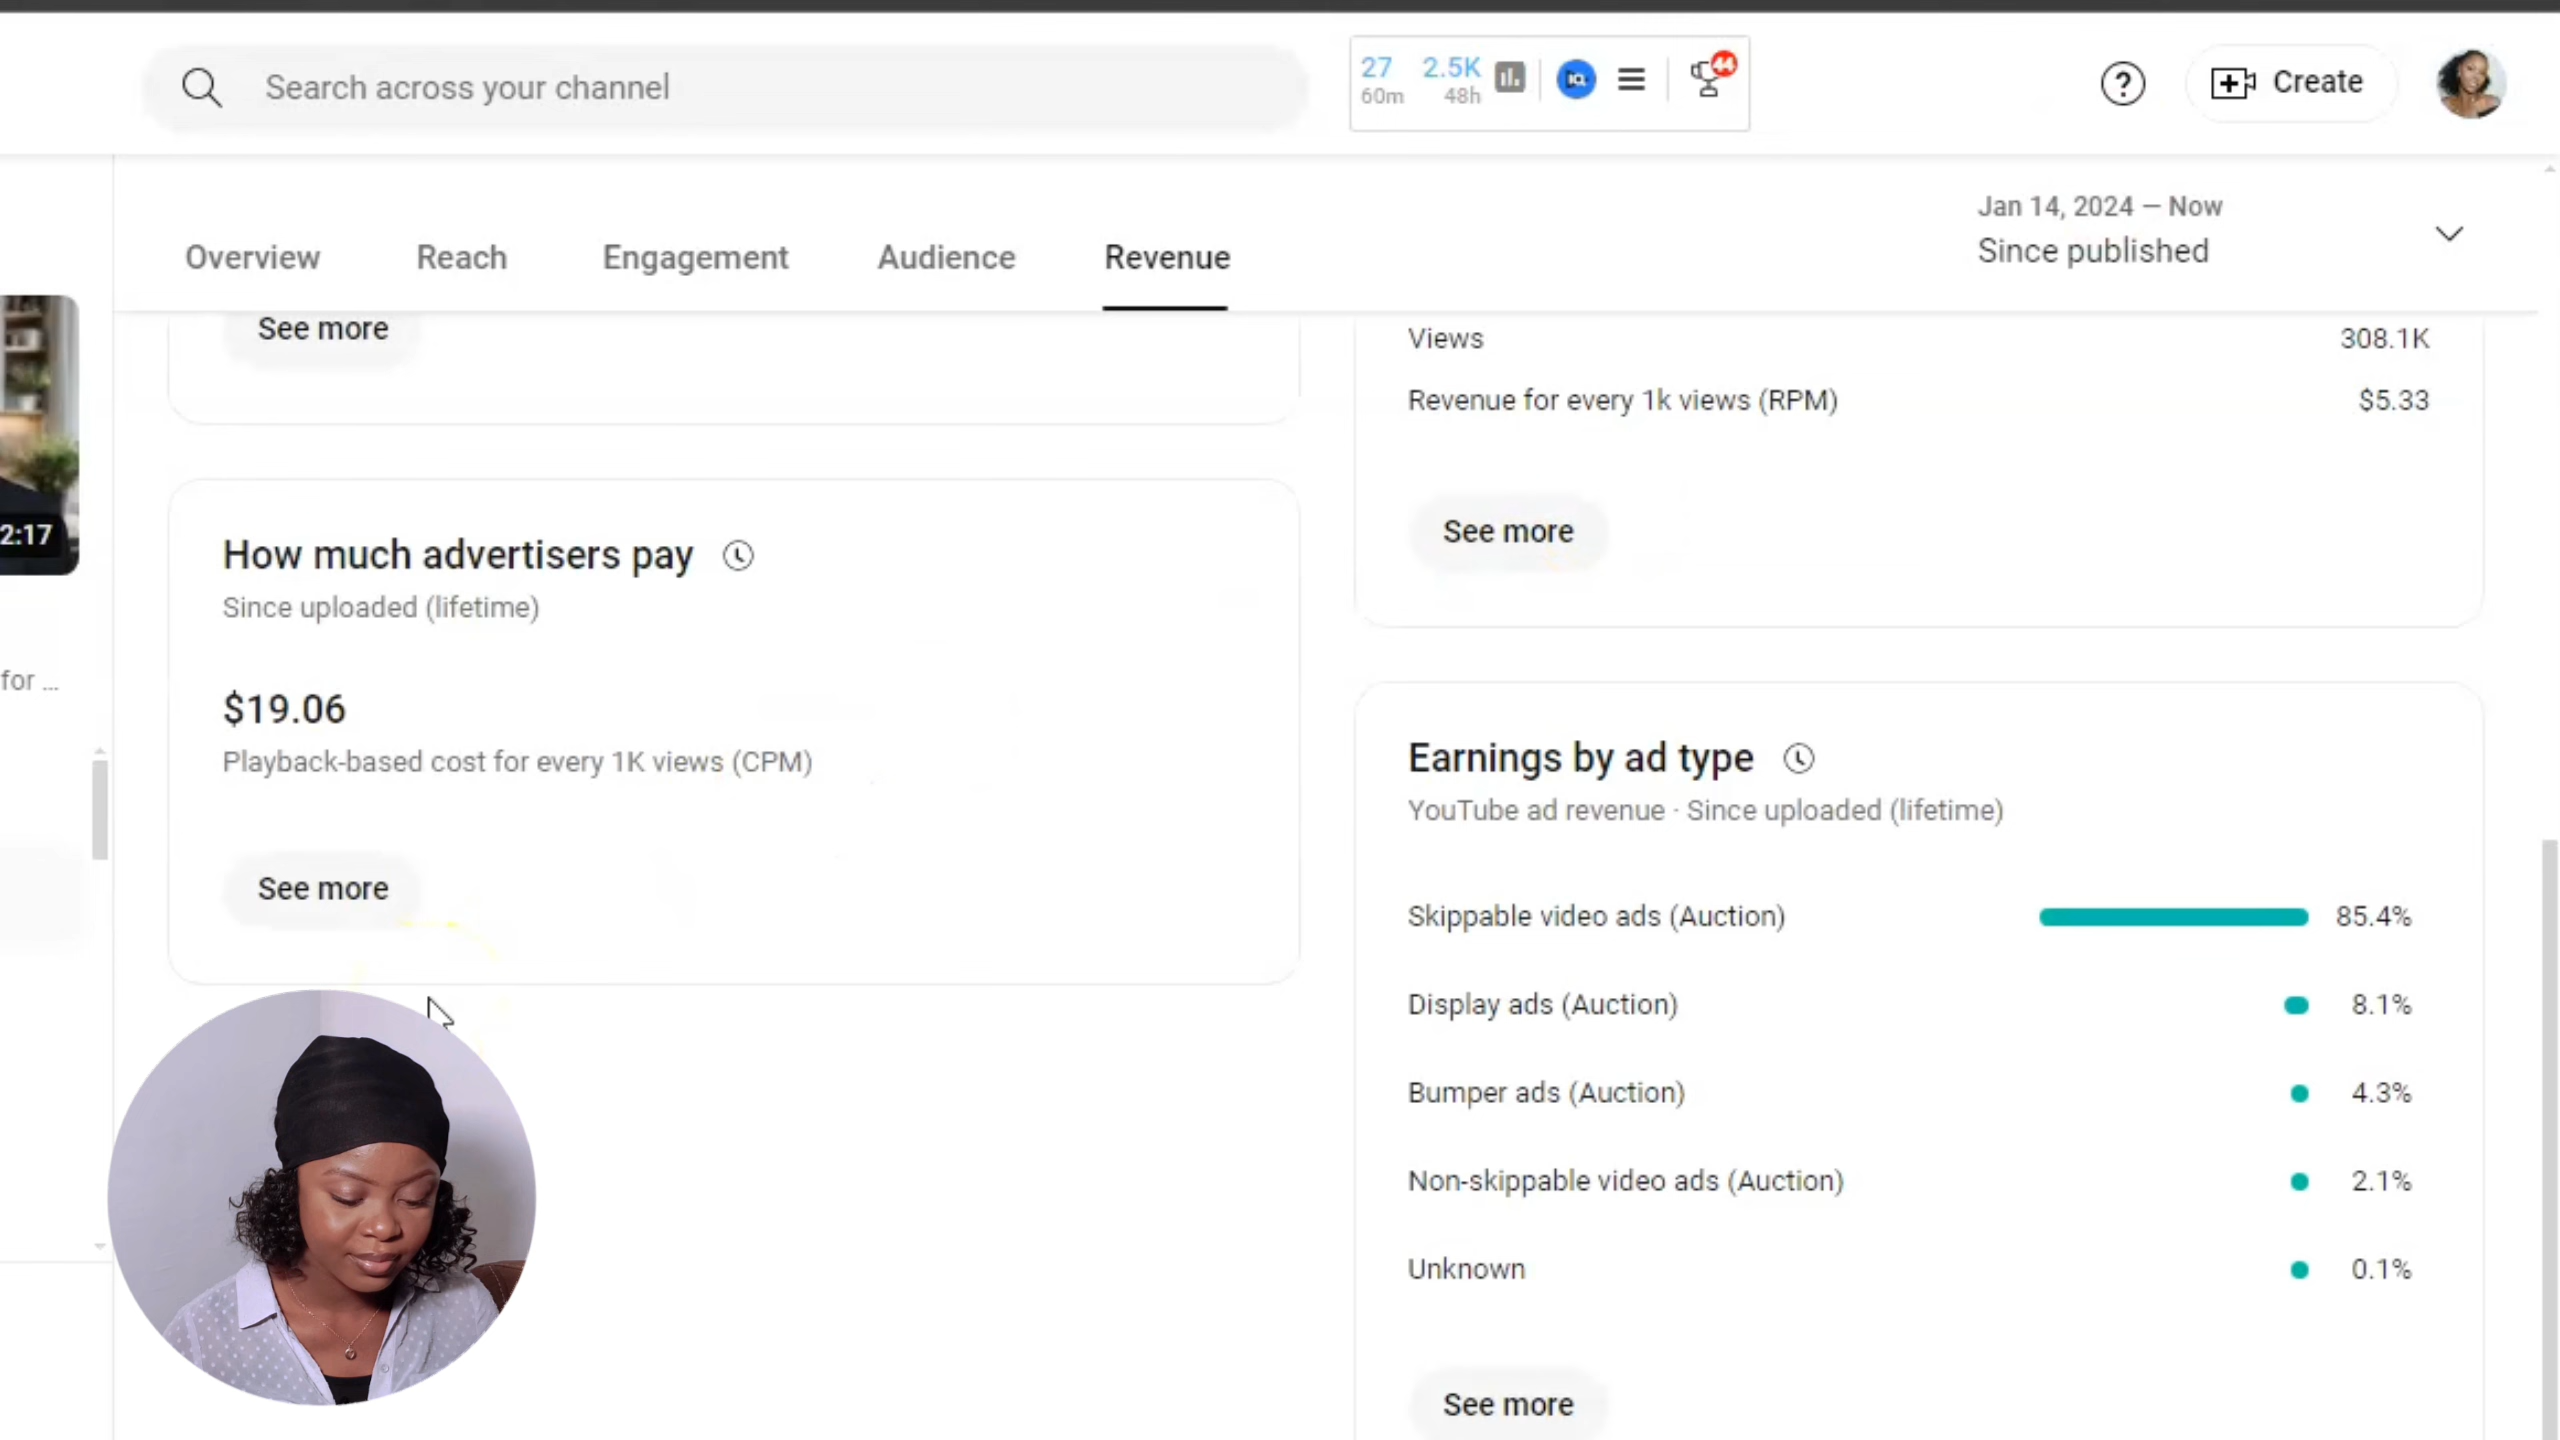 Search across your channel
27
60m
2.5K
48h
44
Create
Overview
Reach
Engagement
Audience
Revenue
Jan 14, 2024 – Now
Since published
2:17
for ...
See more
How much advertisers pay
Since uploaded (lifetime)
$19.06
Playback-based cost for every 1K views (CPM)
See more
Views 308.1K
Revenue for every 1k views (RPM) $5.33
See more
Earnings by ad type
YouTube ad revenue · Since uploaded (lifetime)
Skippable video ads (Auction) 85.4%
Display ads (Auction) 8.1%
Bumper ads (Auction) 4.3%
Non-skippable video ads (Auction) 2.1%
Unknown 0.1%
See more